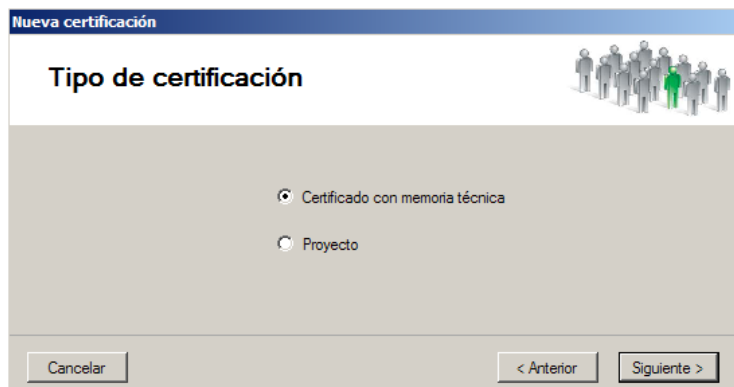 Nueva certificación
Tipo de certificación
Certificado con memoria técnica
Proyecto
Cancelar
< Anterior
Siguiente >